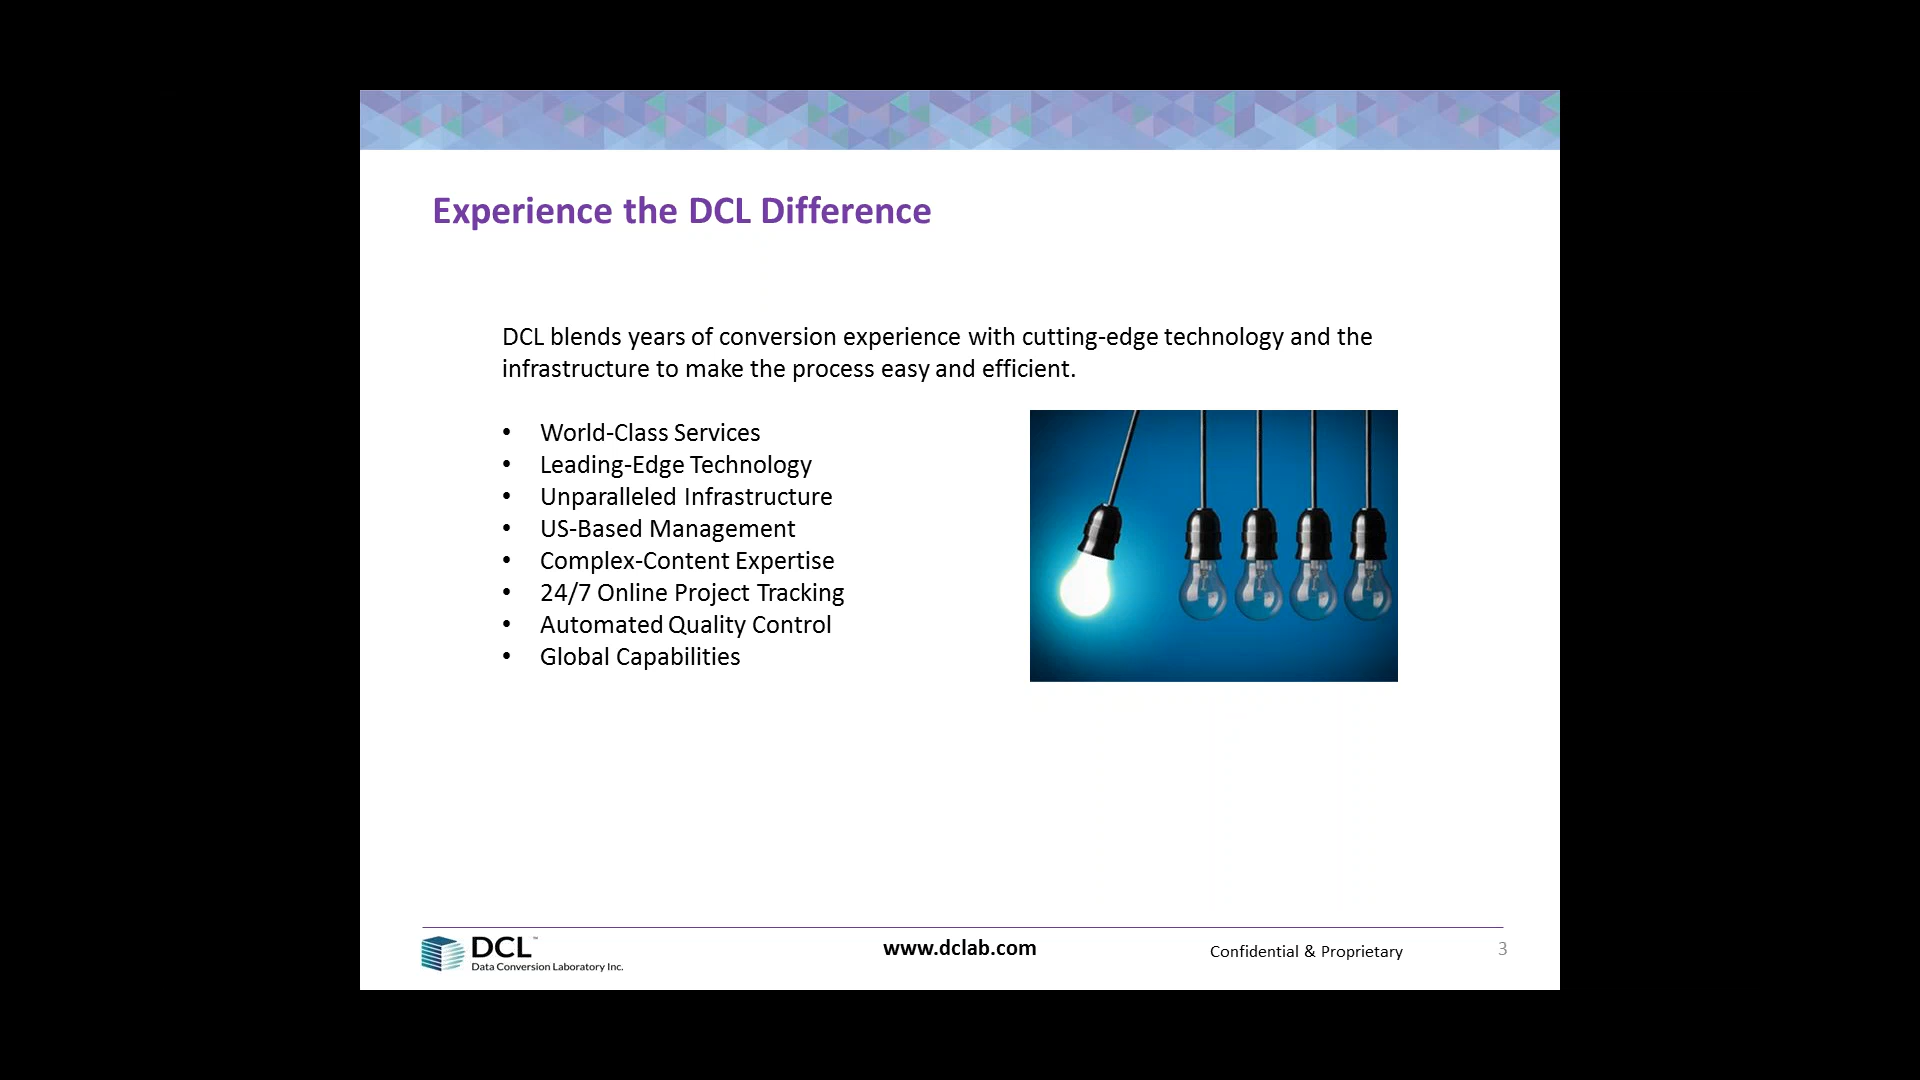 Experience the DCL Difference
DCL blends years of conversion experience with cutting-edge technology and the
infrastructure to make the process easy and efficient.
• World-Class Services
• Leading-Edge Technology
• Unparalleled Infrastructure
• US-Based Management
• Complex-Content Expertise
• 24/7 Online Project Tracking
• Automated Quality Control
• Global Capabilities
DCL™
Data Conversion Laboratory Inc.
www.dclab.com
Confidential & Proprietary
3